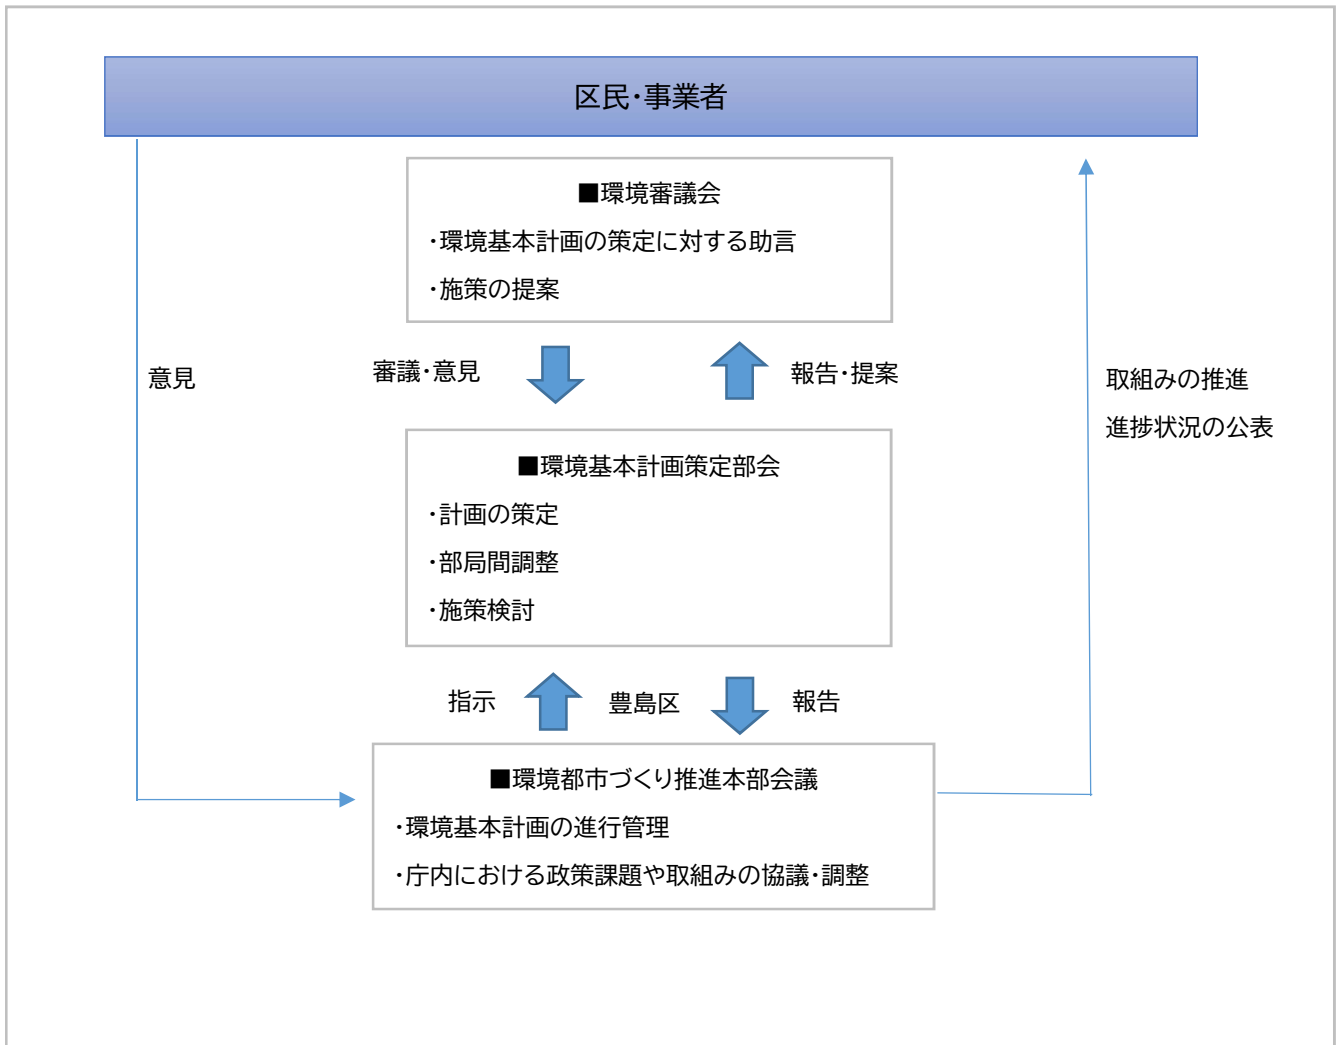 区民・事業者
■環境審議会
・環境基本計画の策定に対する助言
・施策の提案
意見
審議・意見
報告・提案
取組みの推進
進捗状況の公表
■環境基本計画策定部会
・計画の策定
・部局間調整
・施策検討
指示
豊島区
報告
■環境都市づくり推進本部会議
・環境基本計画の進行管理
・庁内における政策課題や取組みの協議・調整